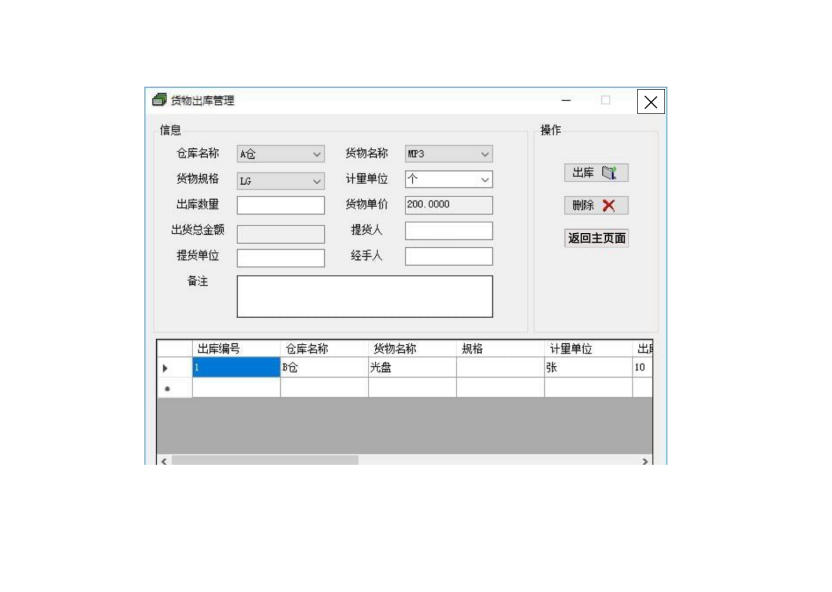 货物出库管理
信息
操作
仓库名称 A仓 货物名称 MP3
货物规格 LG 计量单位 个
出库
出库数量 货物单价 200.0000
删除
出货总金额 提货人
返回主页面
提货单位 经手人
备注
出库编号 仓库名称 货物名称 规格 计量单位 出
1 B仓 光盘 张 10